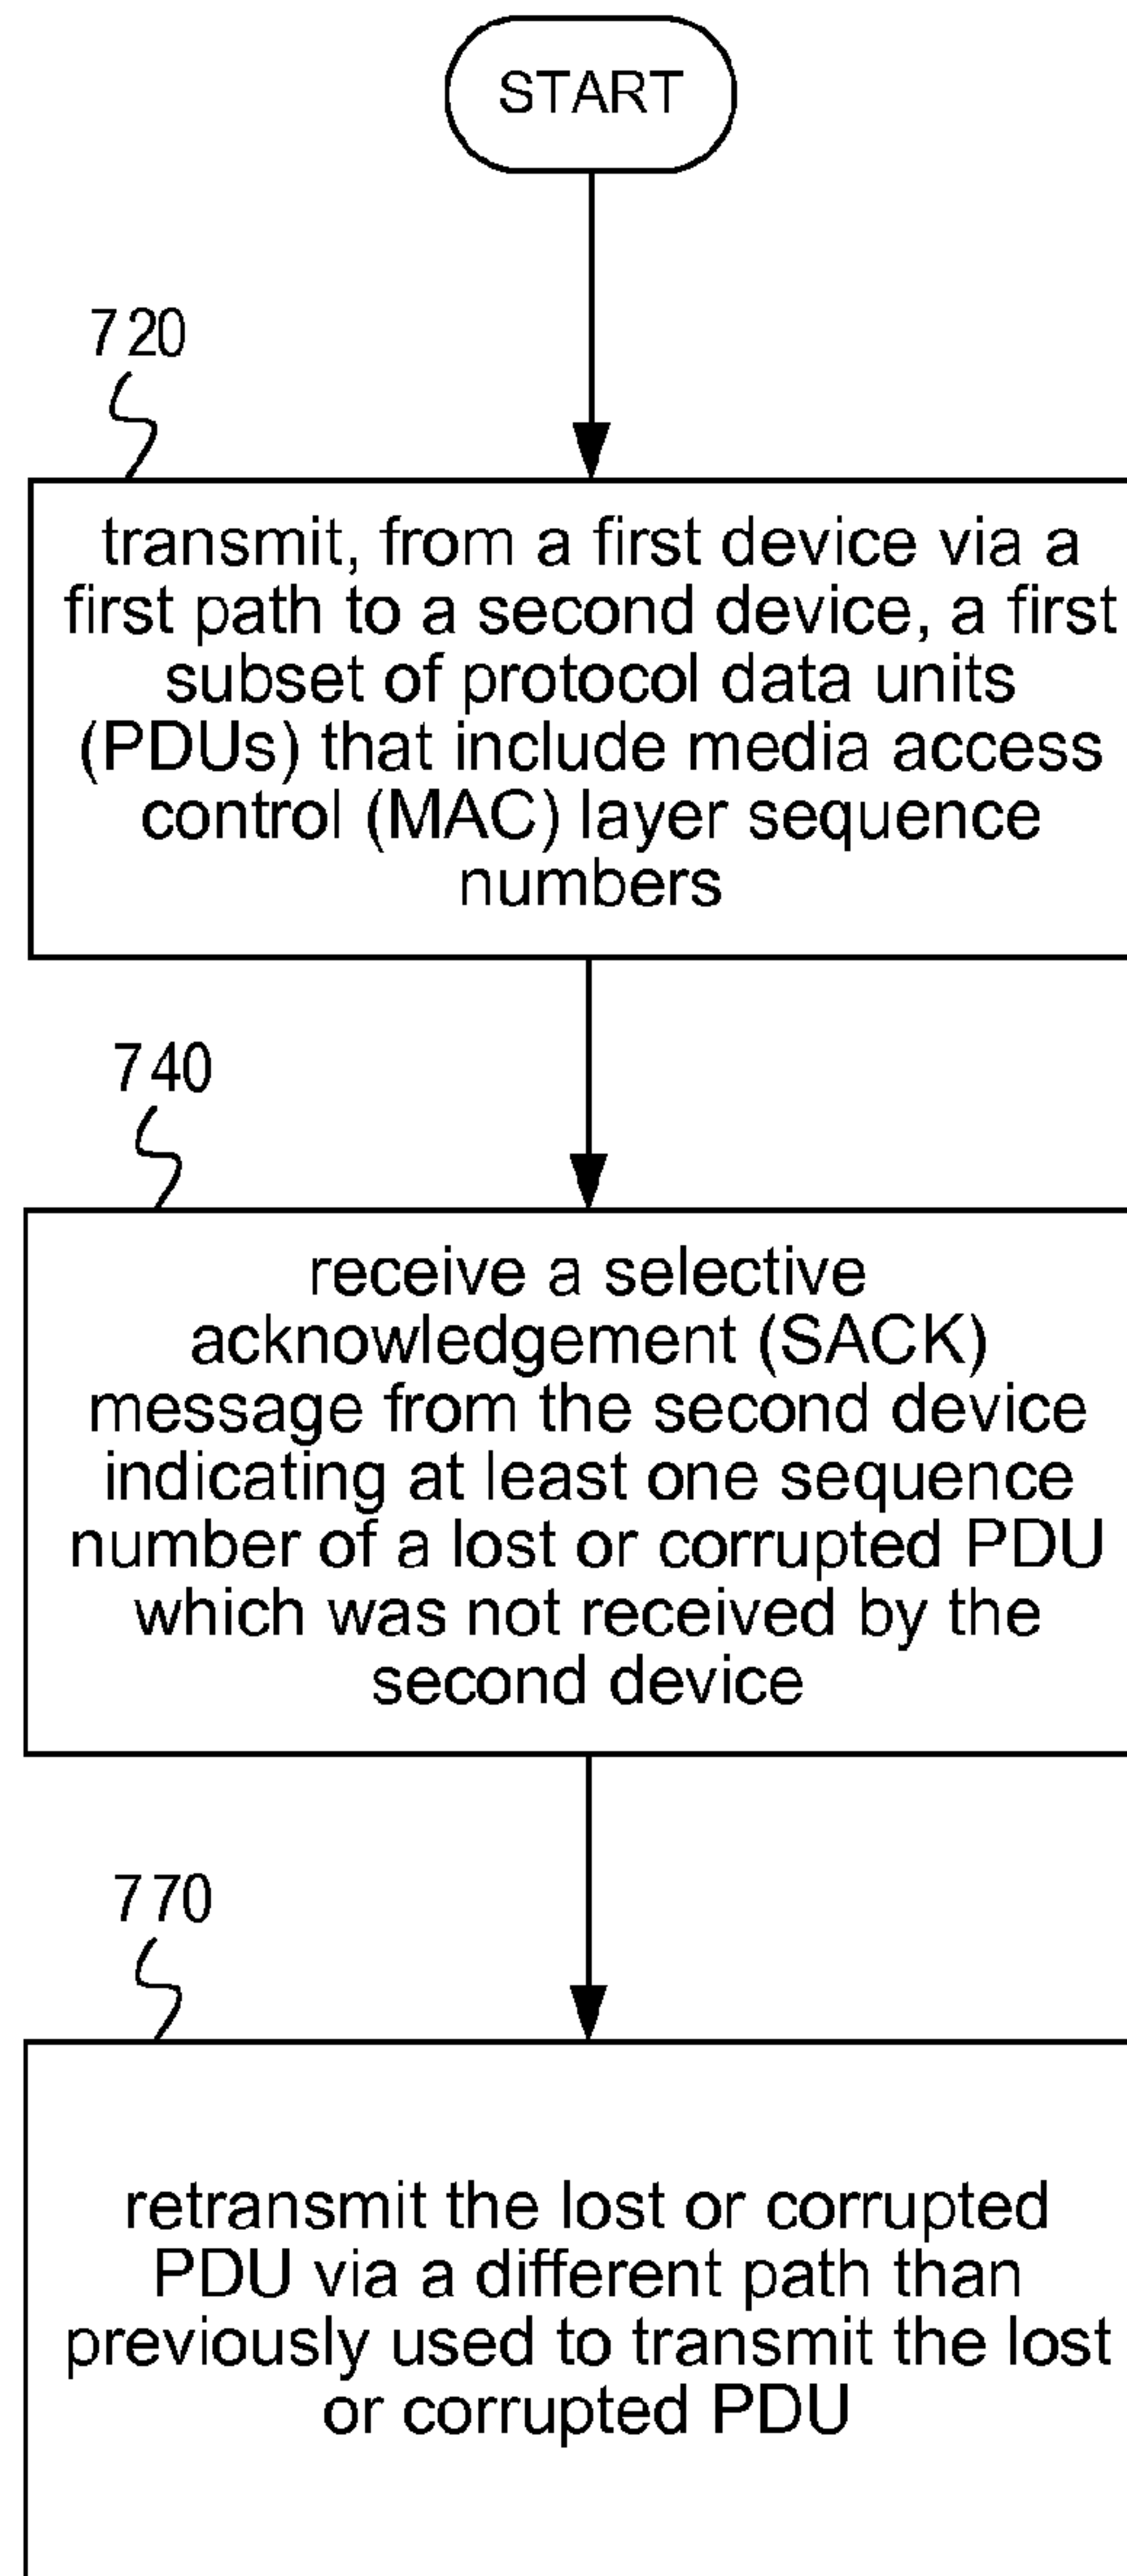 START
720
transmit, from a first device via a
first path to a second device, a first
subset of protocol data units
(PDUs) that include media access
control (MAC) layer sequence
numbers
740
receive a selective
acknowledgement (SACK)
message from the second device
indicating at least one sequence
number of a lost or corrupted PDU
which was not received by the
second device
770
retransmit the lost or corrupted
PDU via a different path than
previously used to transmit the lost
or corrupted PDU